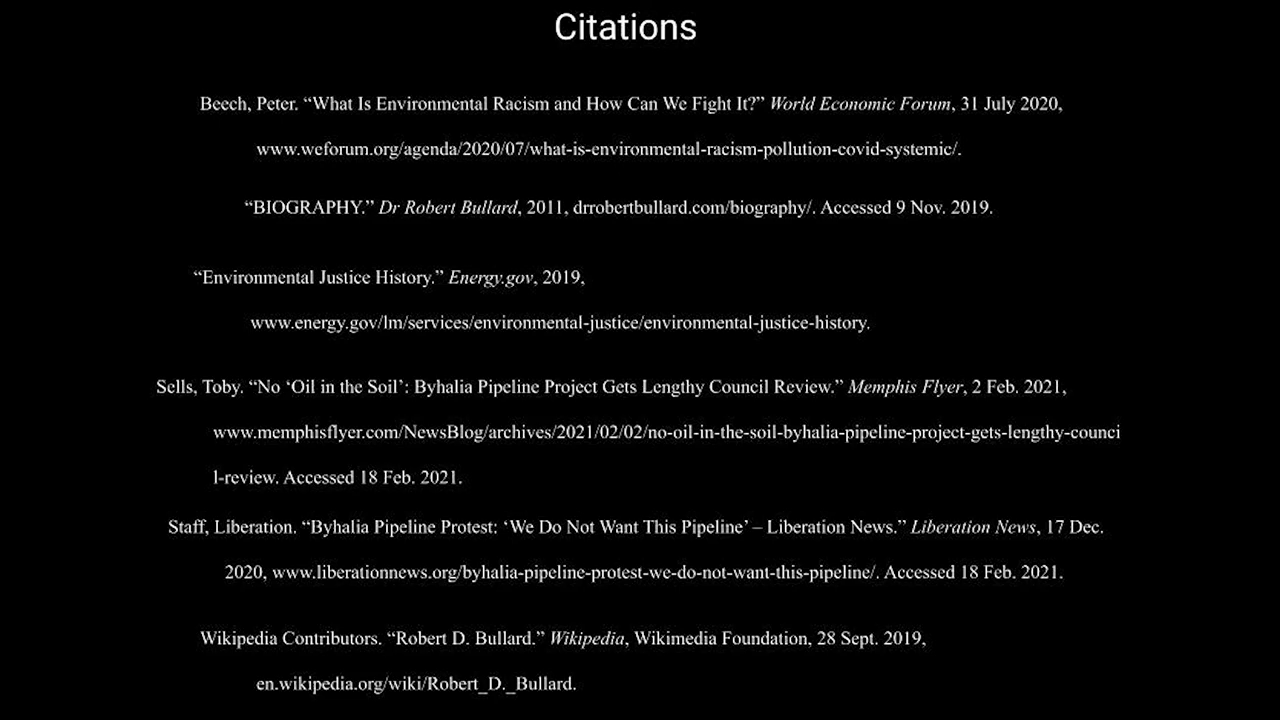 Citations
Beech, Peter. “What Is Environmental Racism and How Can We Fight It?” World Economic Forum, 31 July 2020,
www.weforum.org/agenda/2020/07/what-is-environmental-racism-pollution-covid-systemic/.
“BIOGRAPHY.” Dr Robert Bullard, 2011, drrobertbullard.com/biography/. Accessed 9 Nov. 2019.
“Environmental Justice History.” Energy.gov, 2019,
www.energy.gov/lm/services/environmental-justice/environmental-justice-history.
Sells, Toby. “No ‘Oil in the Soil’: Byhalia Pipeline Project Gets Lengthy Council Review.” Memphis Flyer, 2 Feb. 2021,
www.memphisflyer.com/NewsBlog/archives/2021/02/02/no-oil-in-the-soil-byhalia-pipeline-project-gets-lengthy-counci
l-review. Accessed 18 Feb. 2021.
Staff, Liberation. “Byhalia Pipeline Protest: ‘We Do Not Want This Pipeline’ – Liberation News.” Liberation News, 17 Dec.
2020, www.liberationnews.org/byhalia-pipeline-protest-we-do-not-want-this-pipeline/. Accessed 18 Feb. 2021.
Wikipedia Contributors. “Robert D. Bullard.” Wikipedia, Wikimedia Foundation, 28 Sept. 2019,
en.wikipedia.org/wiki/Robert_D._Bullard.